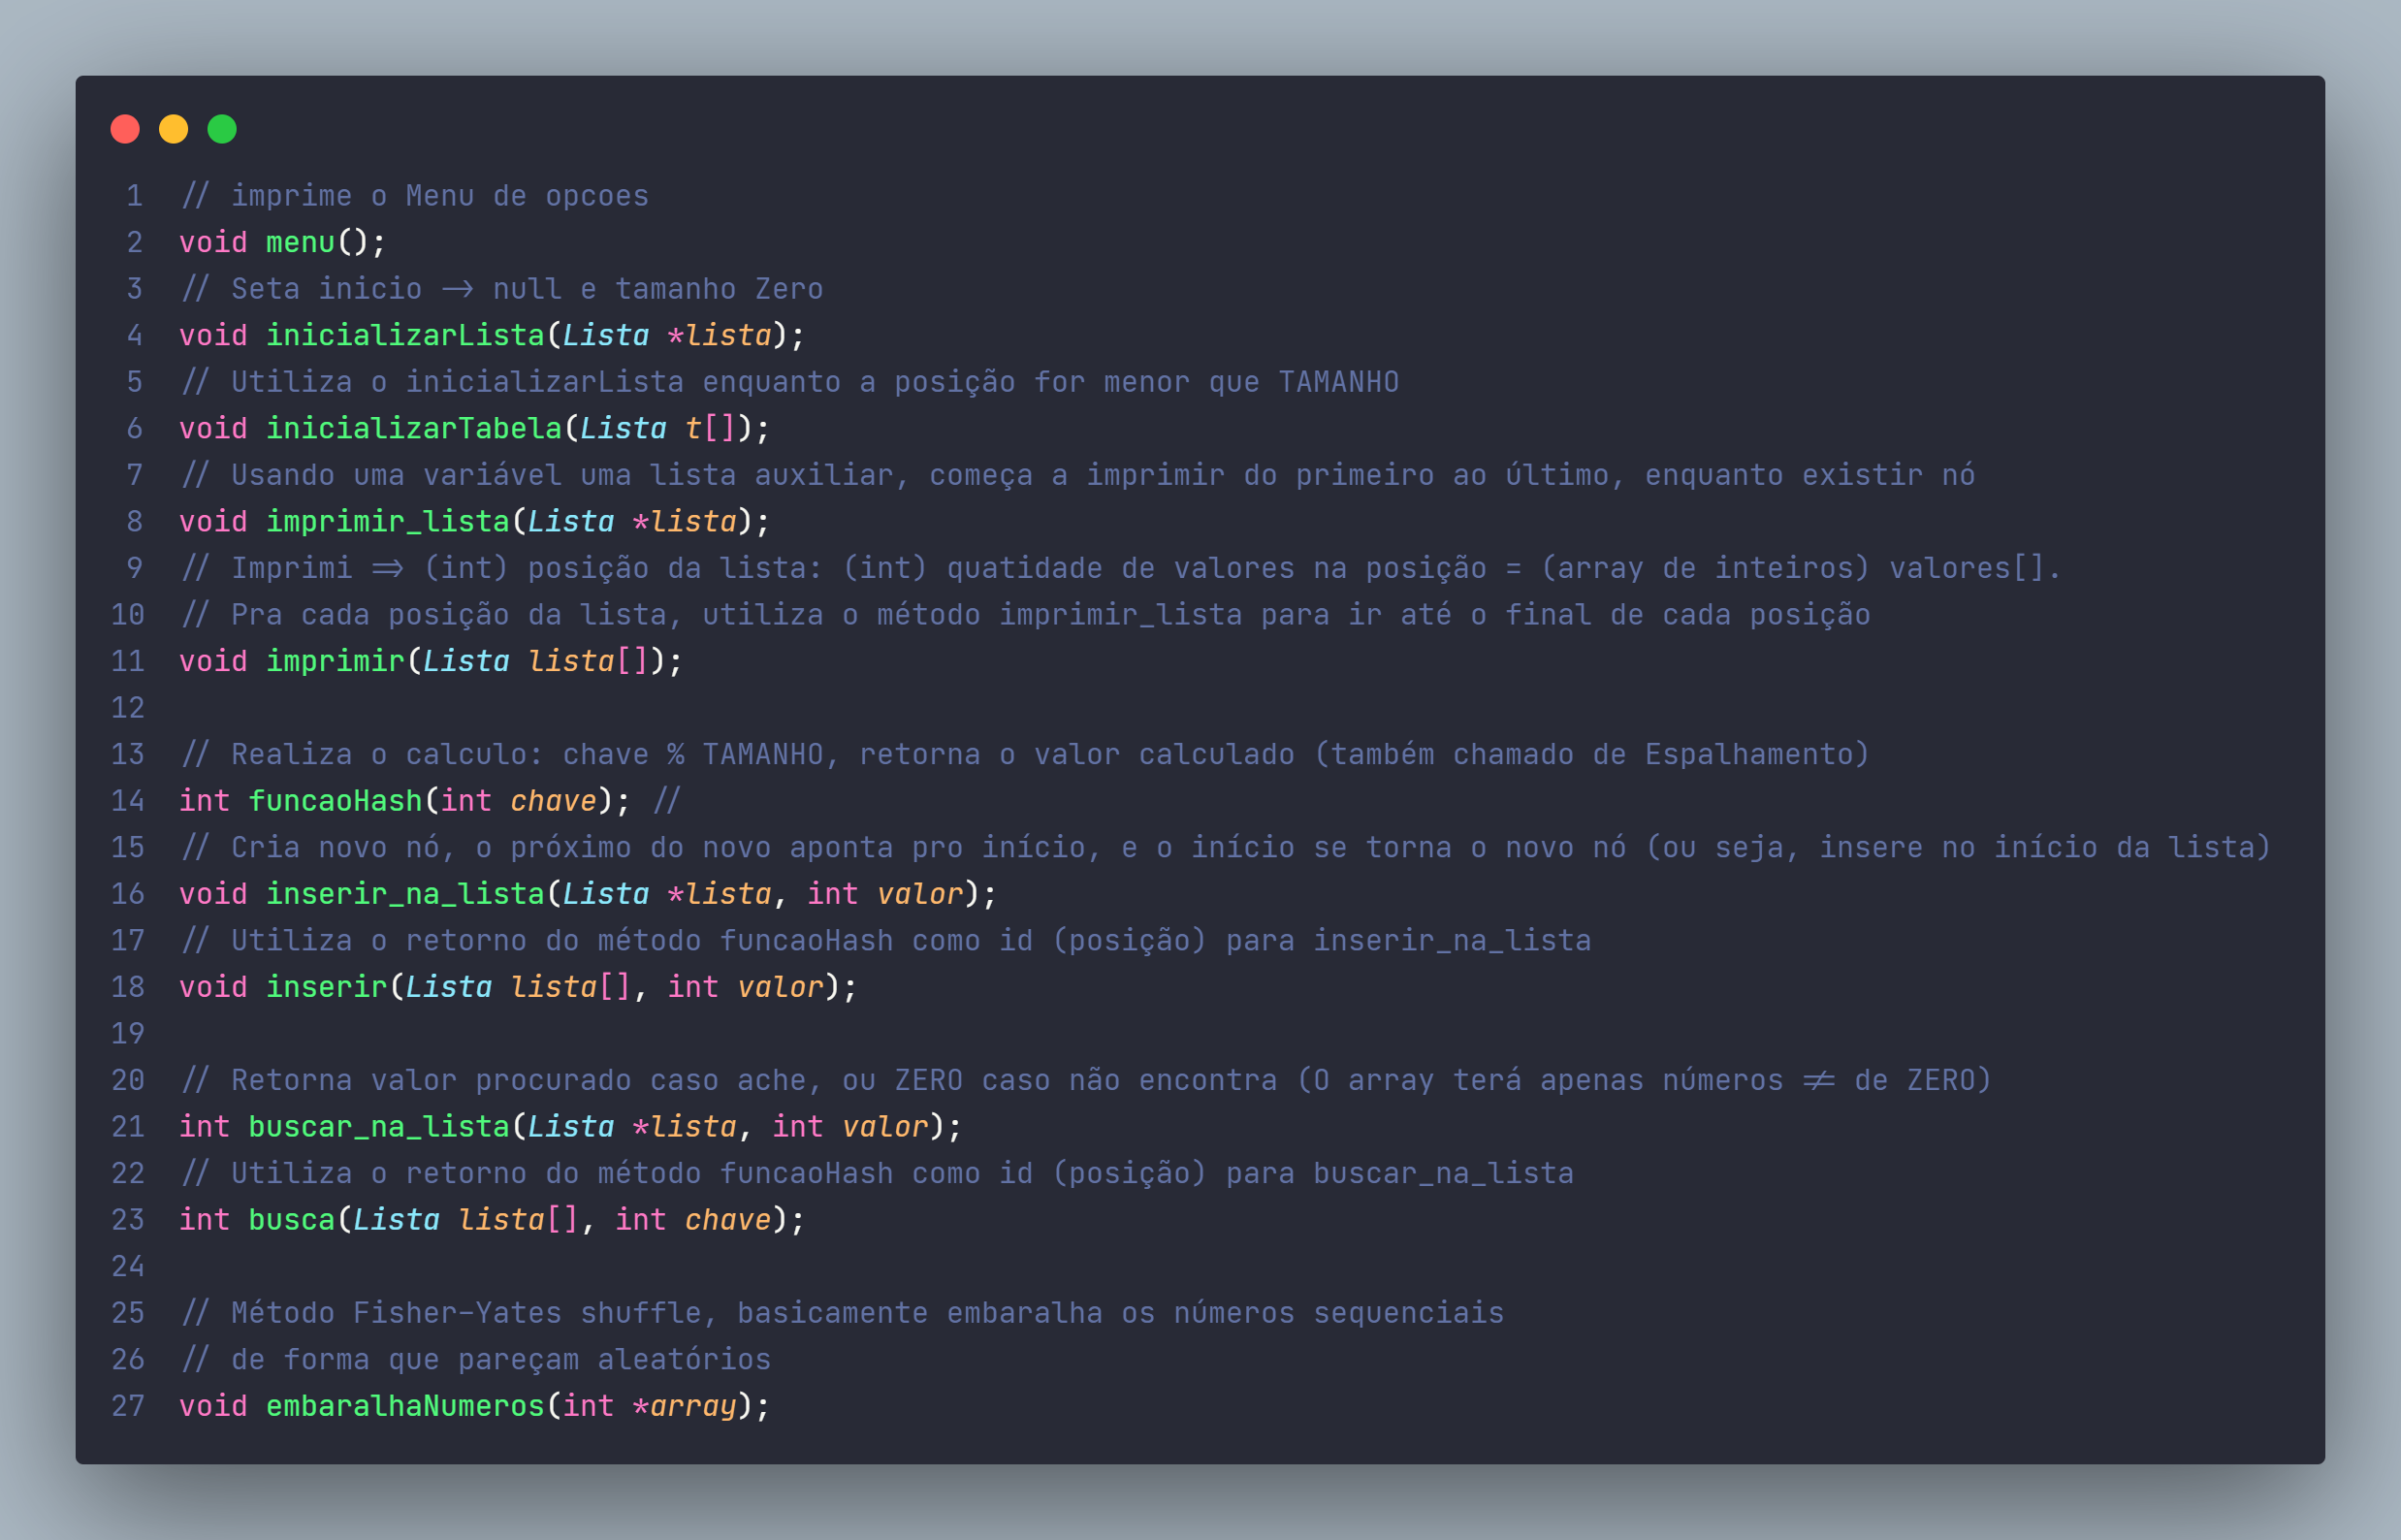 1 // imprime o Menu de opcoes
2 void menu();
3 // Seta inicio -> null e tamanho Zero
4 void inicializarLista(Lista *lista);
5 // Utiliza o inicializarLista enquanto a posição for menor que TAMANHO
6 void inicializarTabela(Lista t[]);
7 // Usando uma variável uma lista auxiliar, começa a imprimir do primeiro ao último, enquanto existir nó
8 void imprimir_lista(Lista *lista);
9 // Imprimi => (int) posição da lista: (int) quatidade de valores na posição = (array de inteiros) valores[].
10 // Pra cada posição da lista, utiliza o método imprimir_lista para ir até o final de cada posição
11 void imprimir(Lista lista[]);
12
13 // Realiza o calculo: chave % TAMANHO, retorna o valor calculado (também chamado de Espalhamento)
14 int funcaoHash(int chave); //
15 // Cria novo nó, o próximo do novo aponta pro início, e o início se torna o novo nó (ou seja, insere no início da lista)
16 void inserir_na_lista(Lista *lista, int valor);
17 // Utiliza o retorno do método funcaoHash como id (posição) para inserir_na_lista
18 void inserir(Lista lista[], int valor);
19
20 // Retorna valor procurado caso ache, ou ZERO caso não encontra (O array terá apenas números != de ZERO)
21 int buscar_na_lista(Lista *lista, int valor);
22 // Utiliza o retorno do método funcaoHash como id (posição) para buscar_na_lista
23 int busca(Lista lista[], int chave);
24
25 // Método Fisher-Yates shuffle, basicamente embaralha os números sequenciais
26 // de forma que pareçam aleatórios
27 void embaralhaNumeros(int *array);